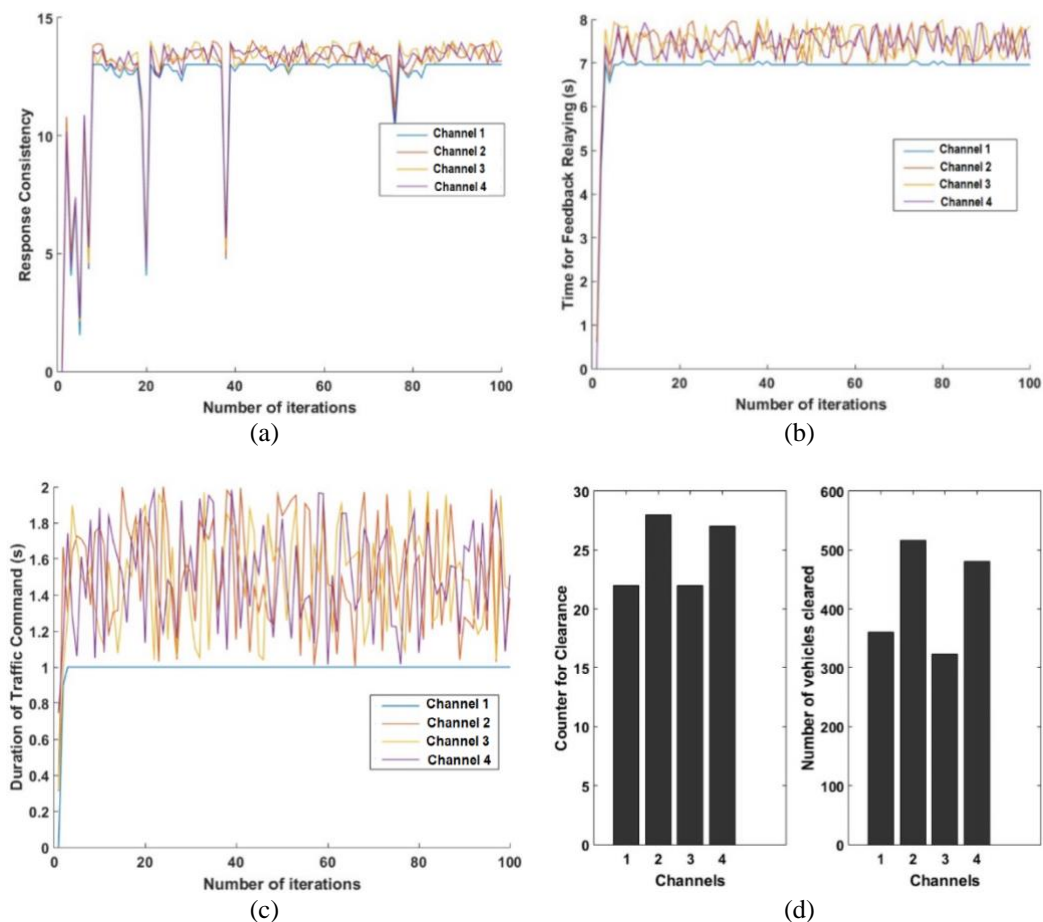 15
10
5
0
Response Consistency
0
20
40
60
80
100
Number of iterations
Channel 1
Channel 2
Channel 3
Channel 4
(a)
8
7
6
5
4
3
2
1
0
Time for Feedback Relaying (s)
0
20
40
60
80
100
Number of iterations
Channel 1
Channel 2
Channel 3
Channel 4
(b)
2
1.8
1.6
1.4
1.2
1
0.8
0.6
0.4
0.2
0
Duration of Traffic Command (s)
0
20
40
60
80
100
Number of iterations
Channel 1
Channel 2
Channel 3
Channel 4
(c)
30
25
20
15
10
5
0
Counter for Clearance
1 2 3 4
Channels
600
500
400
300
200
100
0
Number of vehicles cleared
1 2 3 4
Channels
(d)